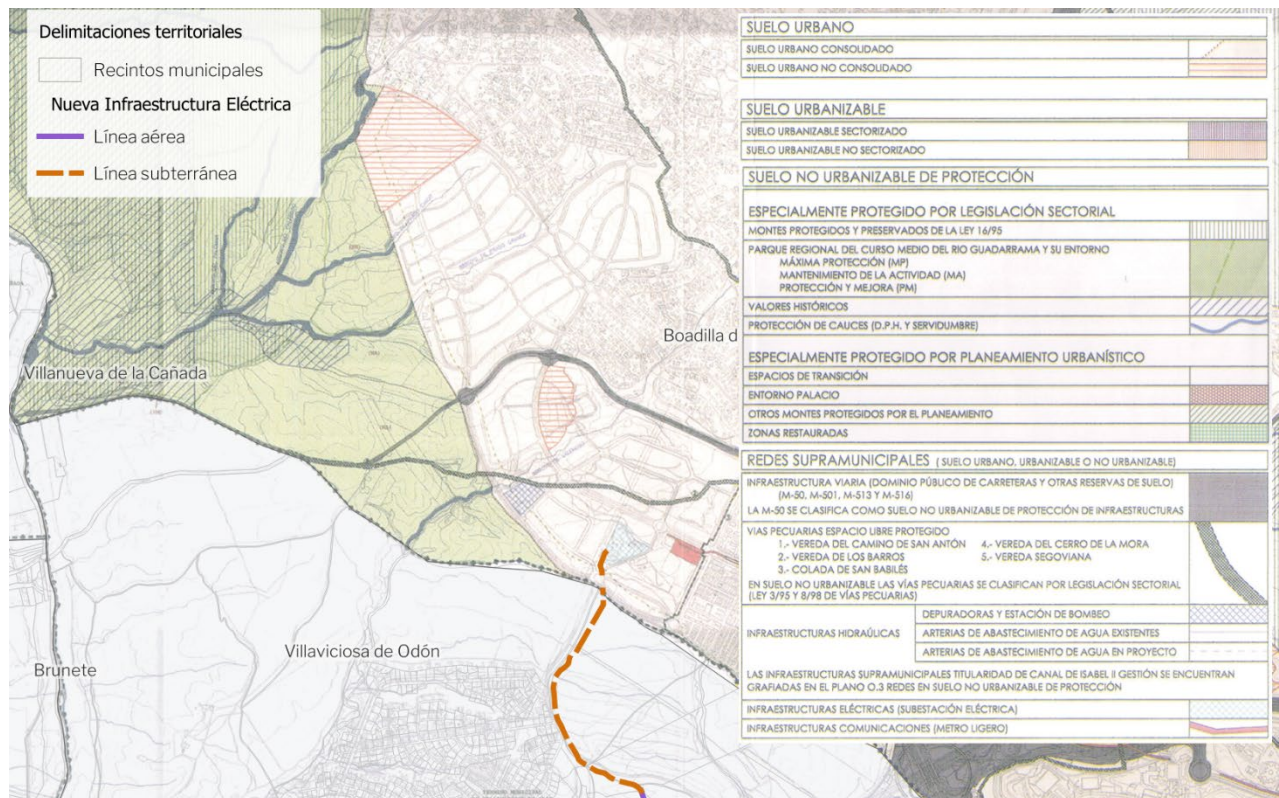 Delimitaciones territoriales
Recintos municipales
Nueva Infraestructura Eléctrica
Línea aérea
Línea subterránea
Villanueva de la Cañada
Boadilla d
Villaviciosa de Odón
Brunete
SUELO URBANO
SUELO URBANO CONSOLIDADO
SUELO URBANO NO CONSOLIDADO
SUELO URBANIZABLE
SUELO URBANIZABLE SECTORIZADO
SUELO URBANIZABLE NO SECTORIZADO
SUELO NO URBANIZABLE DE PROTECCIÓN
ESPECIALMENTE PROTEGIDO POR LEGISLACIÓN SECTORIAL
MONTES PROTEGIDOS Y PRESERVADOS DE LA LEY 16/95
PARQUE REGIONAL DEL CURSO MEDIO DEL RIO GUADARRAMA Y SU ENTORNO
MÁXIMA PROTECCIÓN (MP)
MANTENIMIENTO DE LA ACTIVIDAD (MA)
PROTECCIÓN Y MEJORA (PM)
VALORES HISTÓRICOS
PROTECCIÓN DE CAUCES (D.P.H. Y SERVIDUMBRE)
ESPECIALMENTE PROTEGIDO POR PLANEAMIENTO URBANÍSTICO
ESPACIOS DE TRANSICIÓN
ENTORNO PALACIO
OTROS MONTES PROTEGIDOS POR EL PLANEAMIENTO
ZONAS RESTAURADAS
REDES SUPRAMUNICIPALES ( SUELO URBANO, URBANIZABLE O NO URBANIZABLE)
INFRAESTRUCTURA VIARIA (DOMINIO PÚBLICO DE CARRETERAS Y OTRAS RESERVAS DE SUELO)
(M-50, M-501, M-513 Y M-516)
LA M-50 SE CLASIFICA COMO SUELO NO URBANIZABLE DE PROTECCIÓN DE INFRAESTRUCTURAS
VIAS PECUARIAS ESPACIO LIBRE PROTEGIDO
1.- VEREDA DEL CAMINO DE SAN ANTÓN 4.- VEREDA DEL CERRO DE LA MORA
2.- VEREDA DE LOS BARROS 5.- VEREDA SEGOVIANA
3.- COLADA DE SAN BABILÉS
EN SUELO NO URBANIZABLE LAS VÍAS PECUARIAS SE CLASIFICAN POR LEGISLACIÓN SECTORIAL
(LEY 3/95 Y 8/98 DE VÍAS PECUARIAS)
INFRAESTRUCTURAS HIDRAÚLICAS
DEPURADORAS Y ESTACIÓN DE BOMBEO
ARTERIAS DE ABASTECIMIENTO DE AGUA EXISTENTES
ARTERIAS DE ABASTECIMIENTO DE AGUA EN PROYECTO
LAS INFRAESTRUCTURAS SUPRAMUNICIPALES TITULARIDAD DE CANAL DE ISABEL II GESTIÓN SE ENCUENTRAN
GRAFIADAS EN EL PLANO O.3 REDES EN SUELO NO URBANIZABLE DE PROTECCIÓN
INFRAESTRUCTURAS ELÉCTRICAS (SUBESTACIÓN ELÉCTRICA)
INFRAESTRUCTURAS COMUNICACIONES (METRO LIGERO)